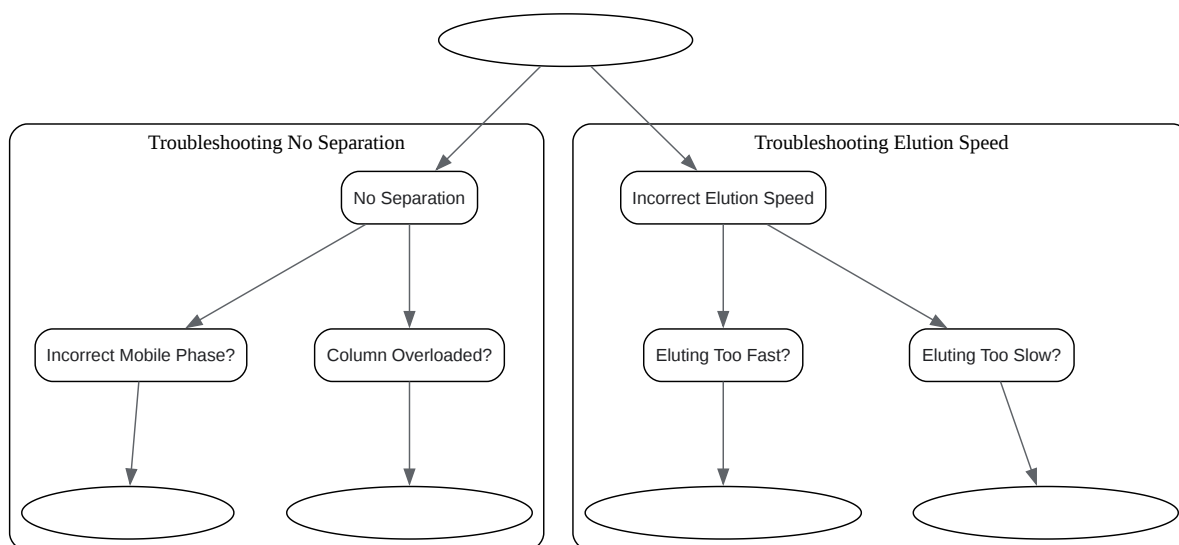 Troubleshooting No Separation
Troubleshooting Elution Speed
No Separation
Incorrect Elution Speed
Incorrect Mobile Phase?
Column Overloaded?
Eluting Too Fast?
Eluting Too Slow?